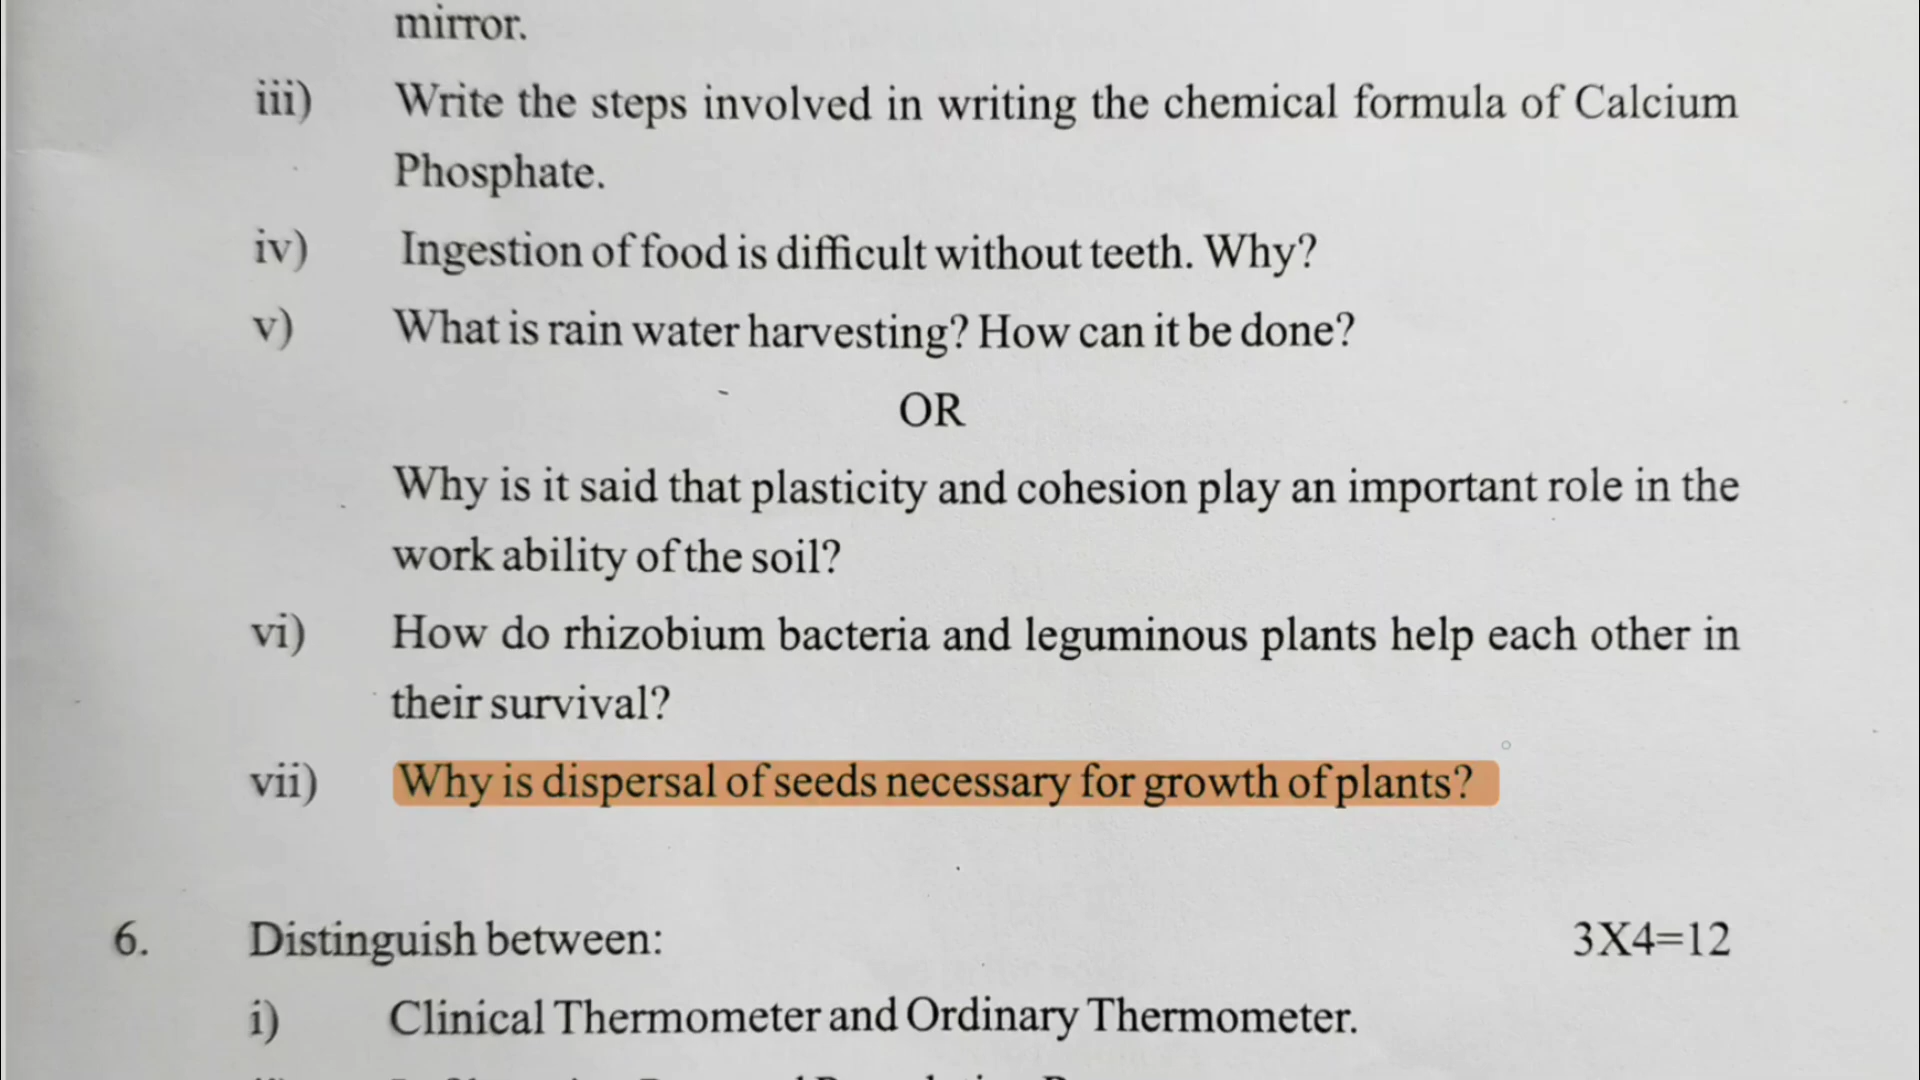 mirror.
iii) Write the steps involved in writing the chemical formula of Calcium
Phosphate.
iv) Ingestion of food is difficult without teeth. Why?
v) What is rain water harvesting? How can it be done?
OR
Why is it said that plasticity and cohesion play an important role in the
work ability of the soil?
vi) How do rhizobium bacteria and leguminous plants help each other in
their survival?
vii) Why is dispersal of seeds necessary for growth of plants?
6. Distinguish between: 3X4=12
i) Clinical Thermometer and Ordinary Thermometer.